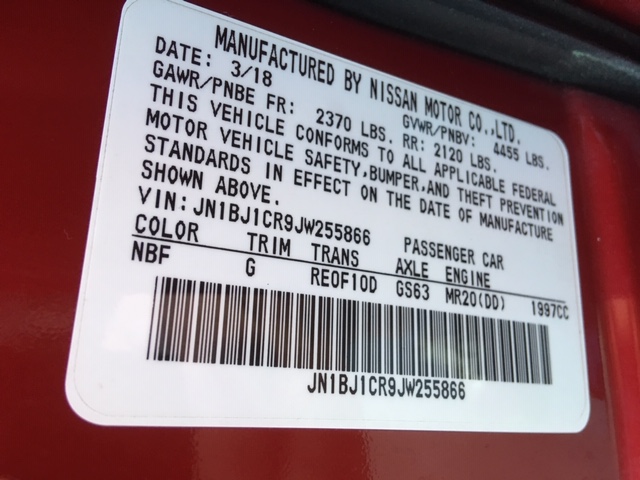 MANUFACTURED BY NISSAN MOTOR CO.,LTD.
DATE: 3/18 GVWR/PNBV: 4455 LBS.
GAWR/PNBE FR: 2370 LBS. RR: 2120 LBS.
THIS VEHICLE CONFORMS TO ALL APPLICABLE FEDERAL
MOTOR VEHICLE SAFETY,BUMPER,AND THEFT PREVENTION
STANDARDS IN EFFECT ON THE DATE OF MANUFACTURE
SHOWN ABOVE.
VIN: JN1BJ1CR9JW255866 PASSENGER CAR
COLOR TRIM TRANS AXLE ENGINE
NBF G RE0F10D GS63 MR20(DD) 1997CC
JN1BJ1CR9JW255866